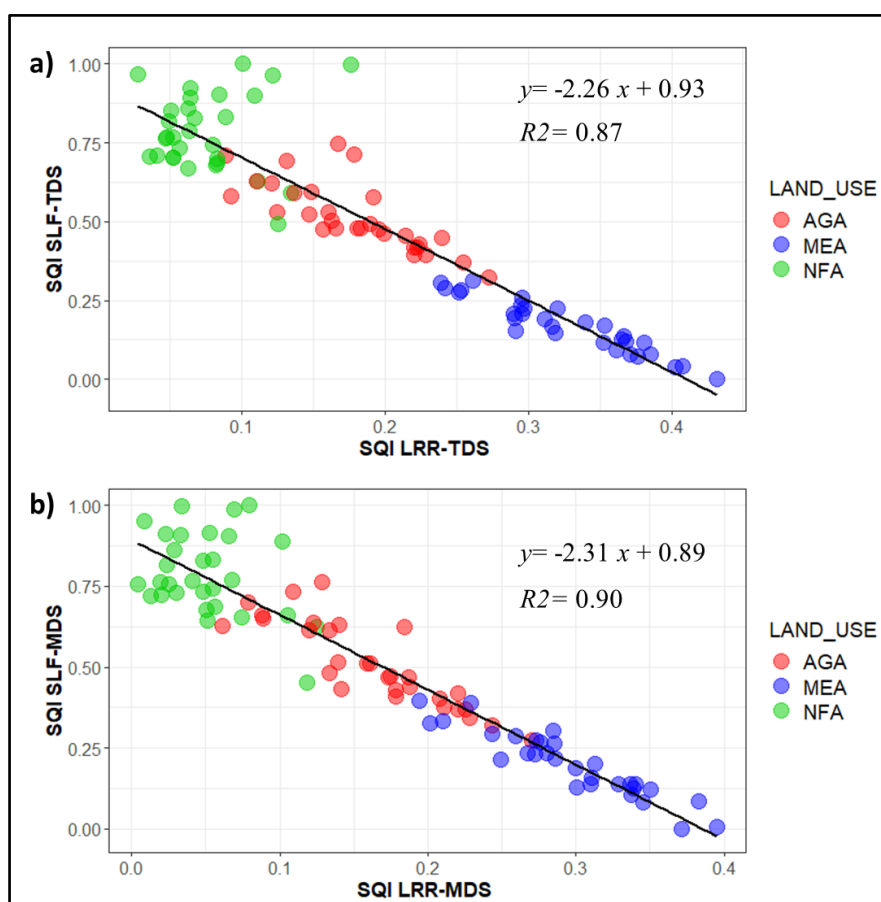 a)
1.00
0.75
0.50
0.25
0.00
SQI SLF-TDS
y= -2.26 x + 0.93
R2= 0.87
0.1 0.2 0.3 0.4
SQI LRR-TDS
LAND_USE
AGA
MEA
NFA
b)
1.00
0.75
0.50
0.25
0.00
SQI SLF-MDS
y= -2.31 x + 0.89
R2= 0.90
0.0 0.1 0.2 0.3 0.4
SQI LRR-MDS
LAND_USE
AGA
MEA
NFA